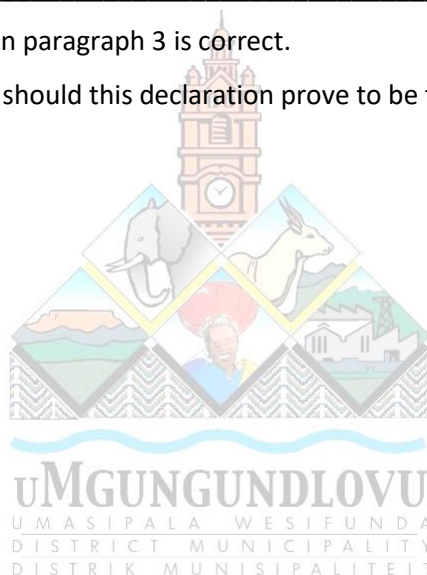 n paragraph 3 is correct.
should this declaration prove to be
uMGUNGUNDLOVU
UMASIPALA WESIFUNDA
DISTRICT MUNICIPALITY
DISTRIK MUNISIPALITEIT